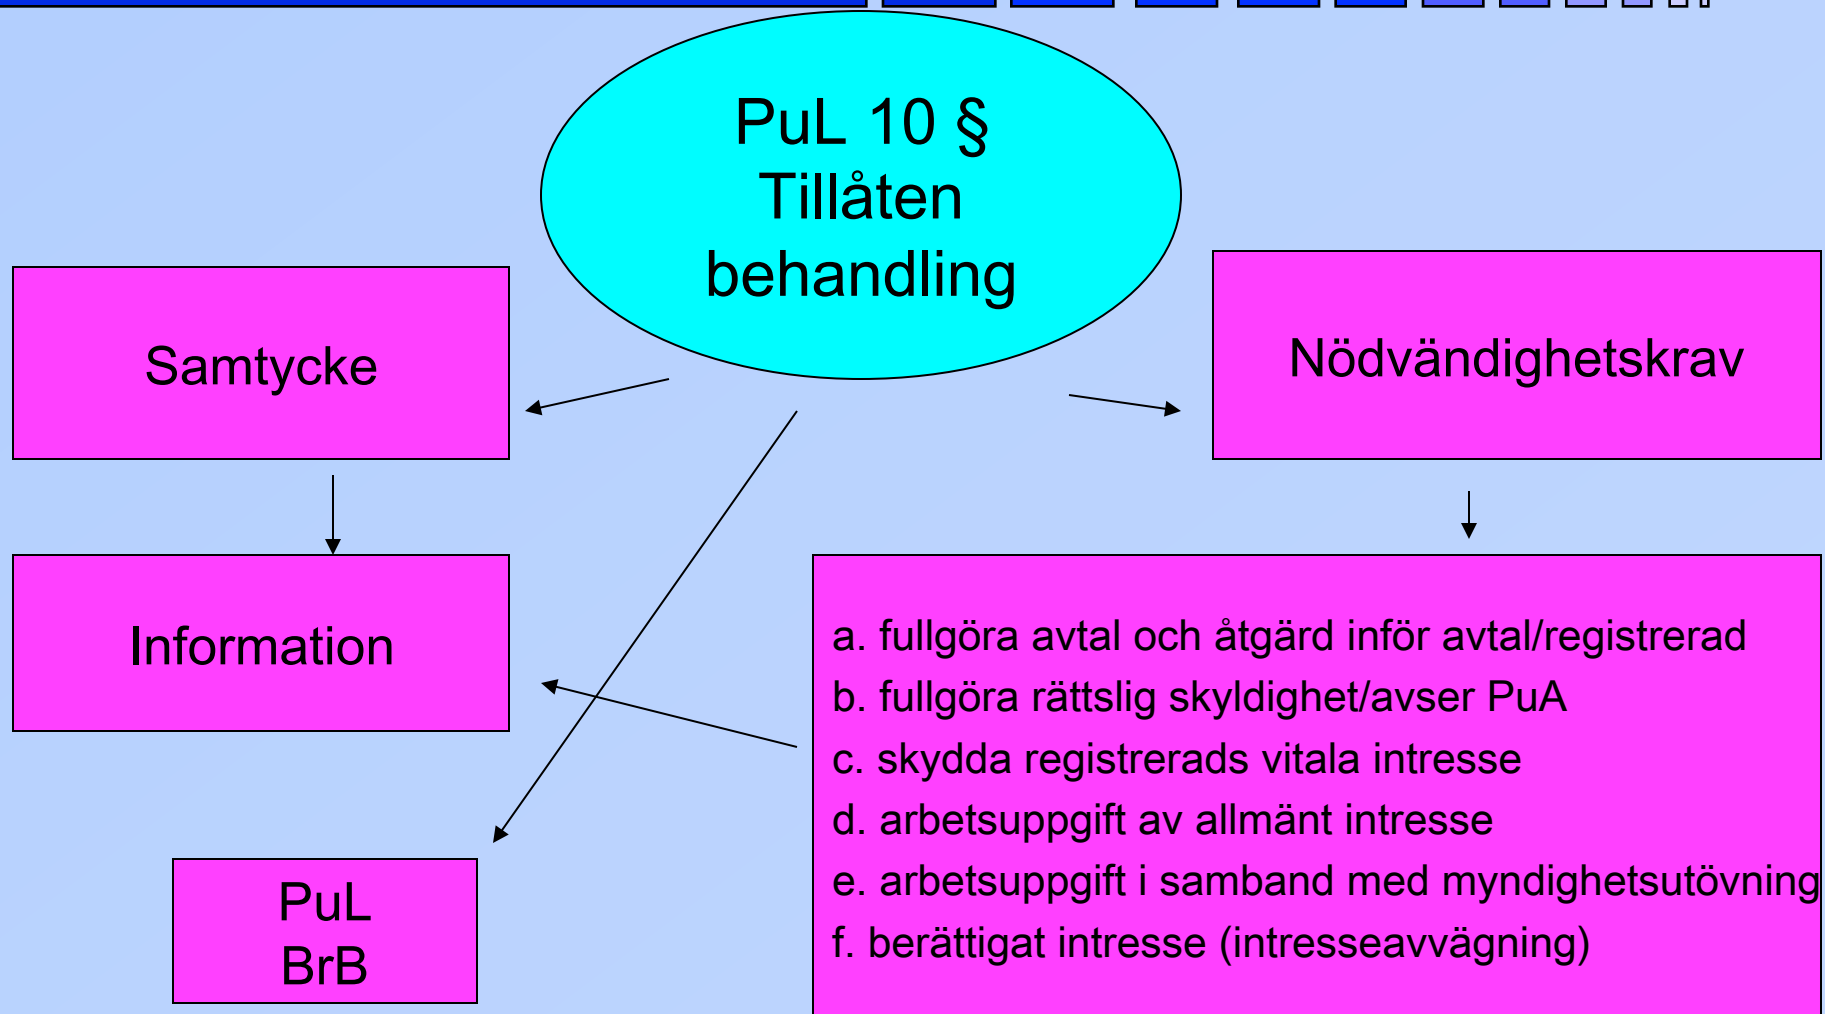 PuL 10 §
Tillåten
behandling
Samtycke
Nödvändighetskrav
Information
a. fullgöra avtal och åtgärd inför avtal/registrerad
b. fullgöra rättslig skyldighet/avser PuA
c. skydda registrerads vitala intresse
d. arbetsuppgift av allmänt intresse
e. arbetsuppgift i samband med myndighetsutövning
f. berättigat intresse (intresseavvägning)
PuL
BrB